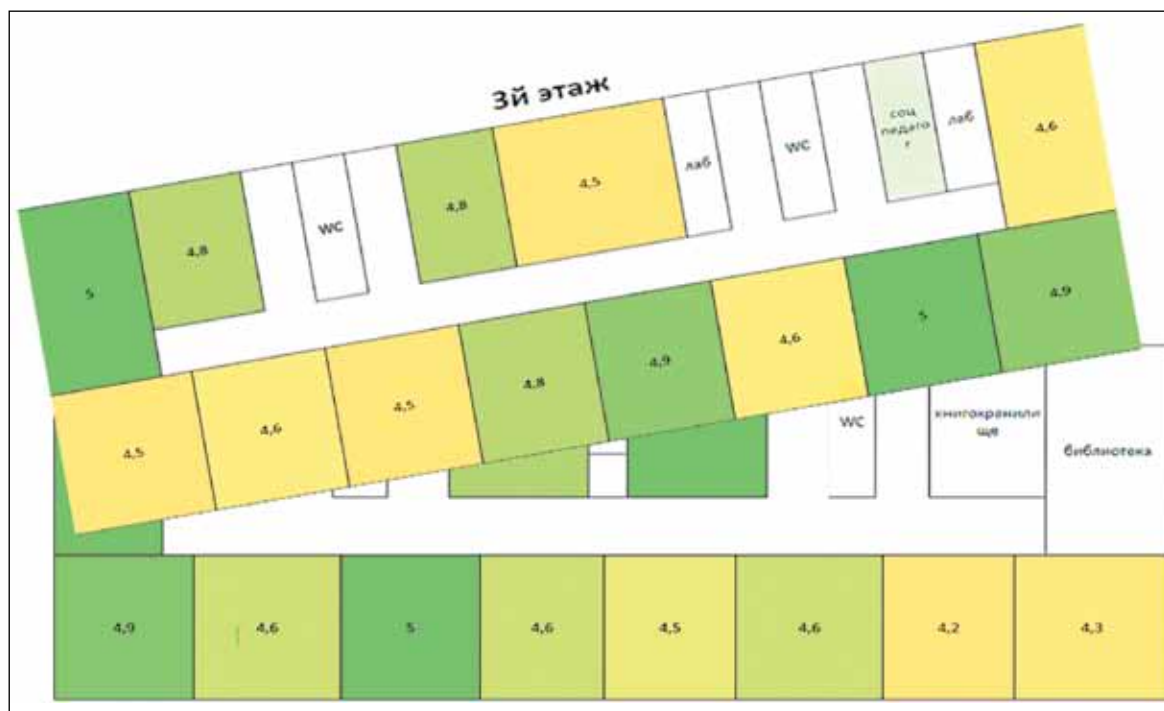 3й этаж
5
4,8
WC
4,8
4,5
лаб
WC
соц
педаго
г
лаб
4,6
4,5
4,6
4,5
4,8
4,9
4,6
5
4,9
WC
книгохранили
ще
библиотека
4,9
4,6
5
4,6
4,5
4,6
4,2
4,3